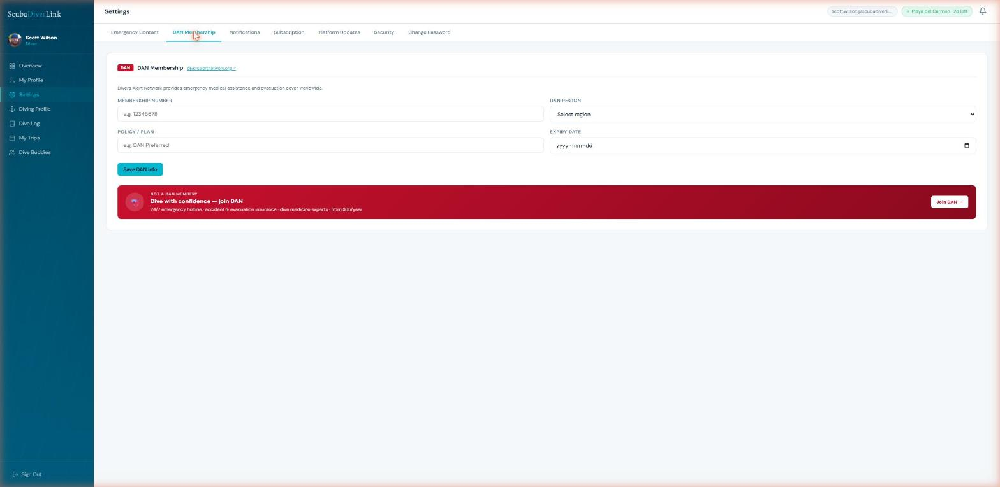 ScubaDiverLink
Scott Wilson
Diver
Overview
My Profile
Settings
Diving Profile
Dive Log
My Trips
Dive Buddies
Sign Out
Settings
scott.wilson@scubadiverli...
Playa del Carmen · 2d left
Emergency Contact
DAN Membership
Notifications
Subscription
Platform Updates
Security
Change Password
DAN
DAN Membership
diversalertnetwork.org ↗
Divers Alert Network provides emergency medical assistance and evacuation cover worldwide.
MEMBERSHIP NUMBER
e.g. 12345678
DAN REGION
Select region
POLICY / PLAN
e.g. DAN Preferred
EXPIRY DATE
yyyy-mm-dd
Save DAN Info
NOT A DAN MEMBER?
Dive with confidence — join DAN
24/7 emergency hotline · accident & evacuation insurance · dive medicine experts · from $35/year
Join DAN →